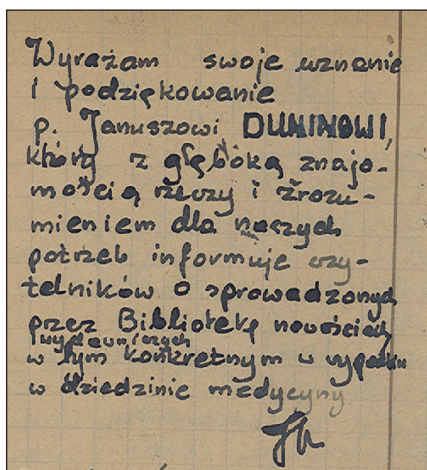 Wyrażam swoje uznanie
i podziękowanie
p. Januszowi DUNINOWI,
który z głęboką znajo-
mością rzeczy i zrozu-
mieniem dla naszych
potrzeb informuje czy-
telników o sprowadzonych
przez Bibliotekę nowościach
wydawniczych
w tym konkretnym w wypadku
w dziedzinie medycyny